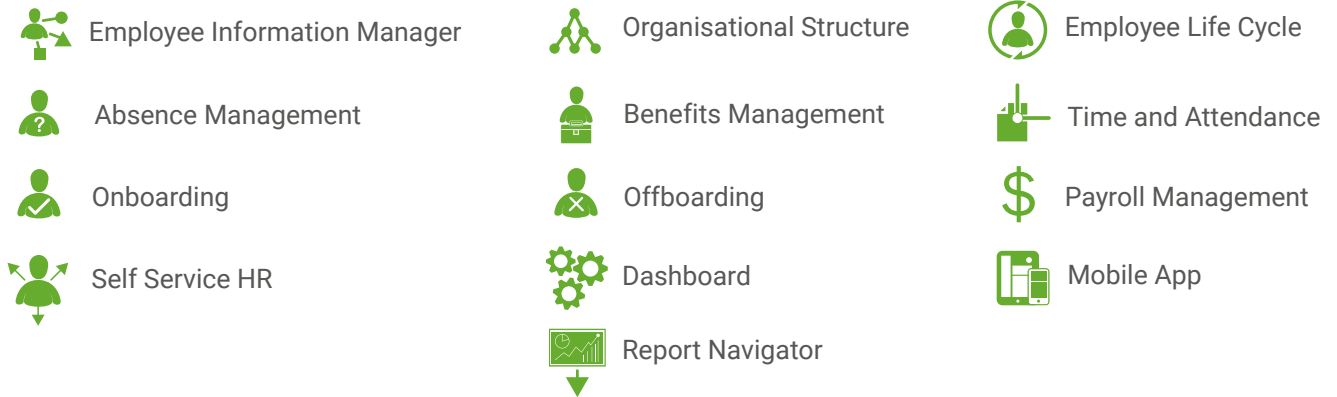 Employee Information Manager
Organisational Structure
Employee Life Cycle
Absence Management
Benefits Management
Time and Attendance
Onboarding
Offboarding
Payroll Management
Self Service HR
Dashboard
Mobile App
Report Navigator